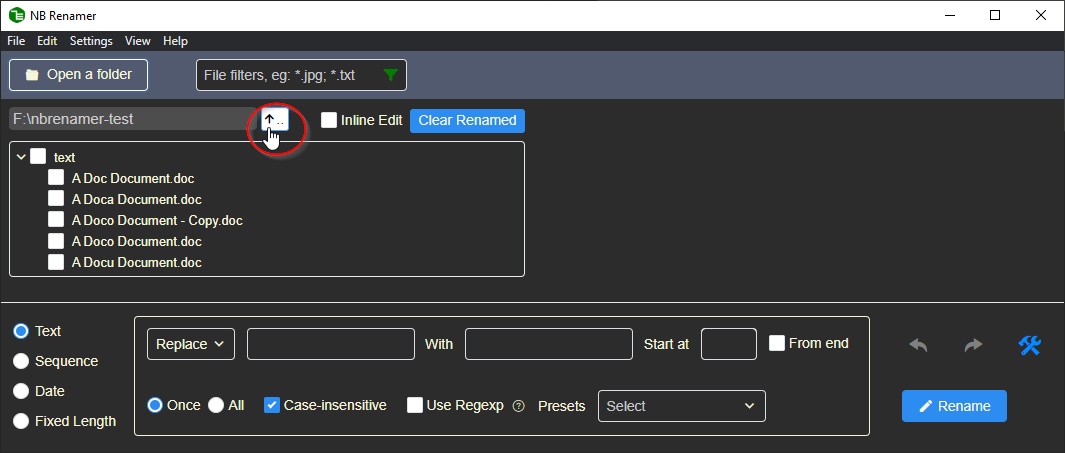 NB Renamer
File Edit Settings View Help
Open a folder File filters, eg: *.jpg; *.txt
F:\nbrenamer-test .. Inline Edit Clear Renamed
text
A Doc Document.doc
A Doca Document.doc
A Doco Document - Copy.doc
A Doco Document.doc
A Docu Document.doc
Text
Replace With Start at From end
Sequence
Date
Once All Case-insensitive Use Regexp ? Presets Select Rename
Fixed Length